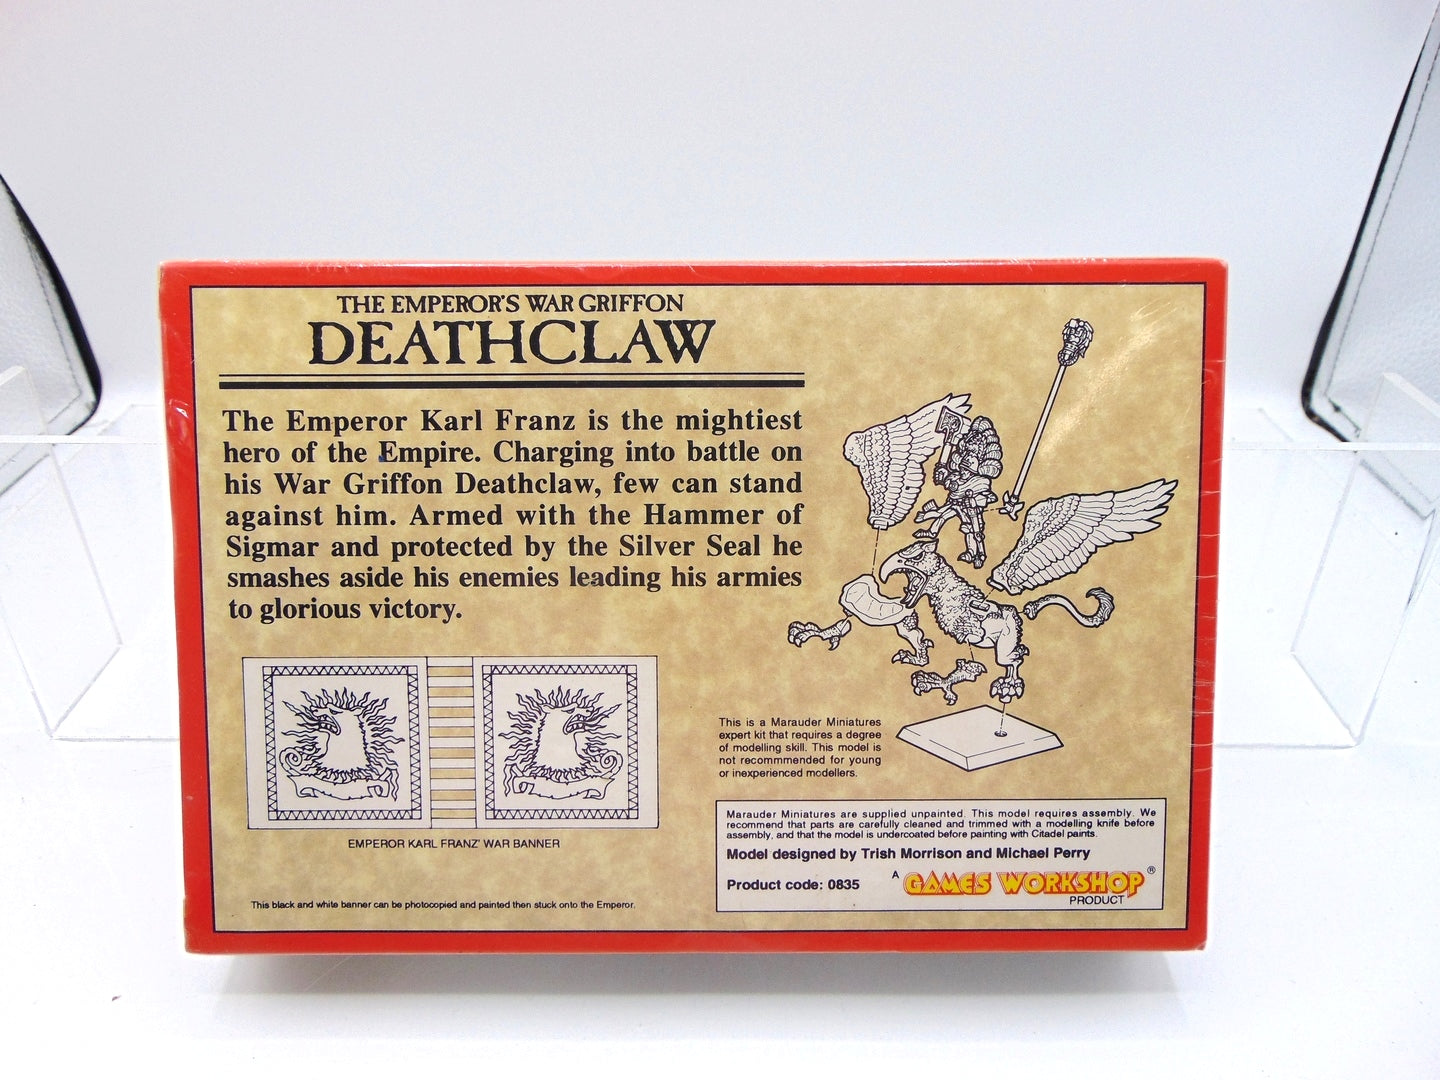 THE EMPEROR'S WAR GRIFFON
DEATHCLAW
The Emperor Karl Franz is the mightiest
hero of the Empire. Charging into battle on
his War Griffon Deathclaw, few can stand
against him. Armed with the Hammer of
Sigmar and protected by the Silver Seal he
smashes aside his enemies leading his armies
to glorious victory.
EMPEROR KARL FRANZ' WAR BANNER
This black and white banner can be photocopied and painted then stuck onto the Emperor.
This is a Marauder Miniatures
expert kit that requires a degree
of modelling skill. This model is
not recommmended for young
or inexperienced modellers.
Marauder Miniatures are supplied unpainted. This model requires assembly. We
recommend that parts are carefully cleaned and trimmed with a modelling knife before
assembly, and that the model is undercoated before painting with Citadel paints.
Model designed by Trish Morrison and Michael Perry
Product code: 0835
A GAMES WORKSHOP ®
PRODUCT